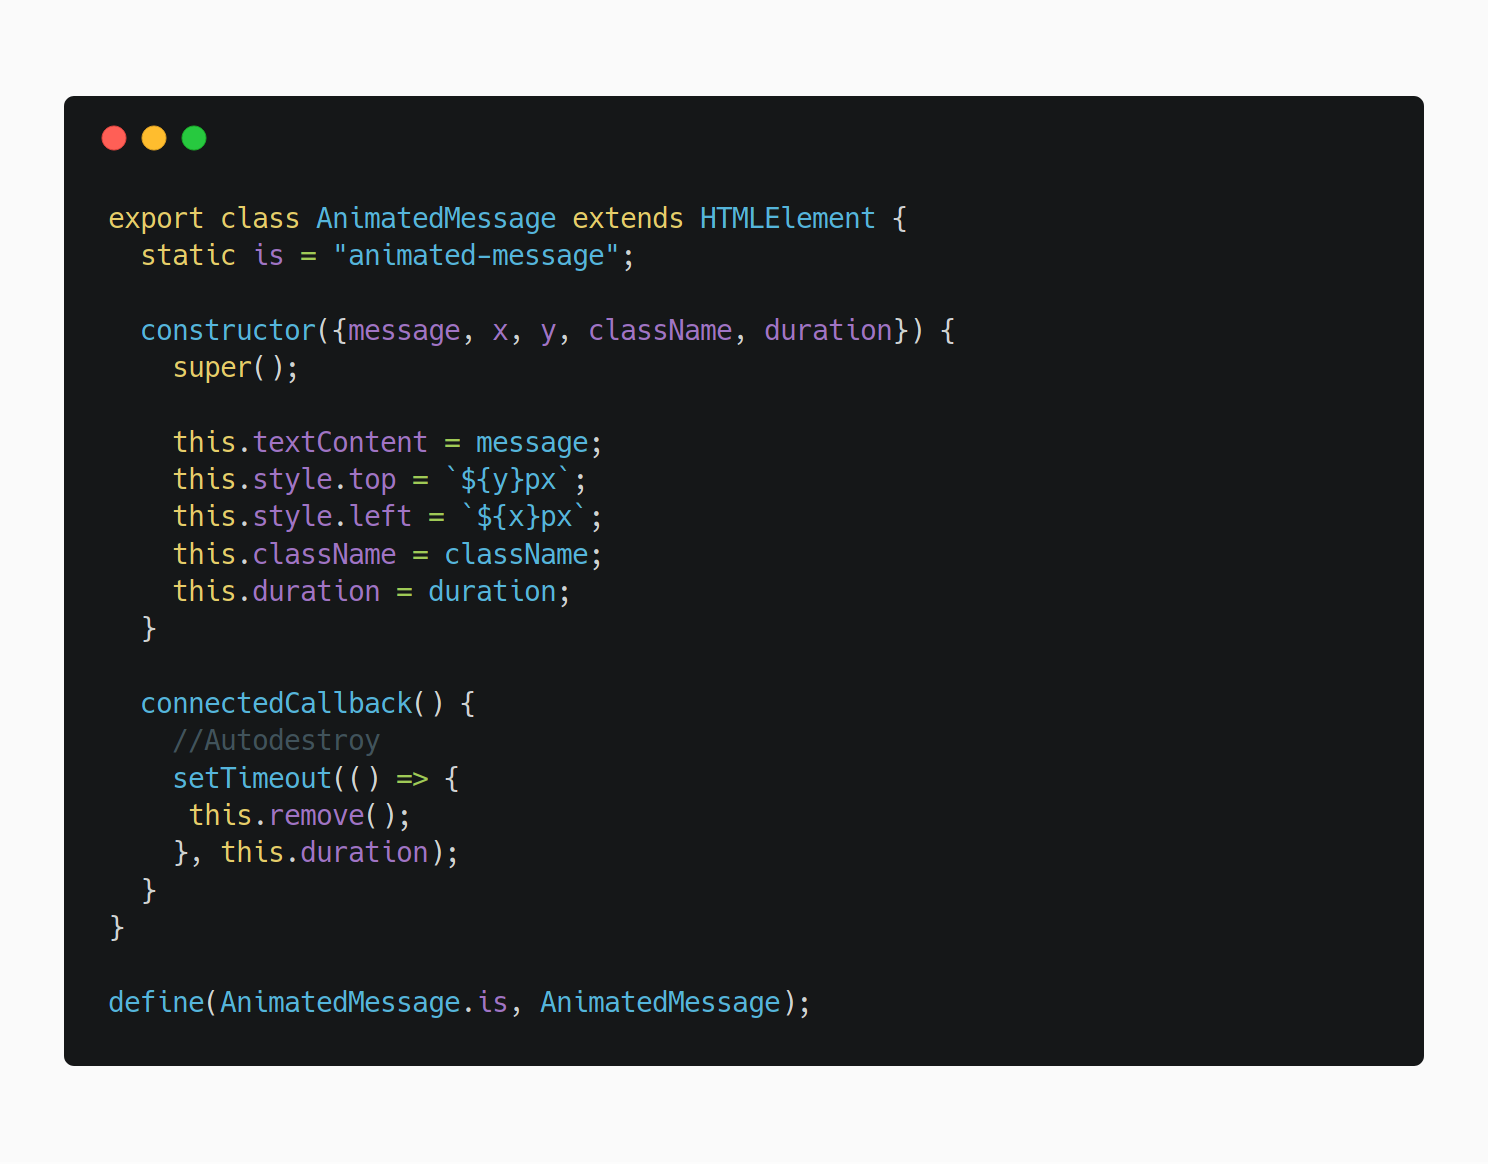 export class AnimatedMessage extends HTMLElement {
  static is = "animated-message";

  constructor({message, x, y, className, duration}) {
    super();

    this.textContent = message;
    this.style.top = `${y}px`;
    this.style.left = `${x}px`;
    this.className = className;
    this.duration = duration;
  }

  connectedCallback() {
    //Autodestroy
    setTimeout(() => {
     this.remove();
    }, this.duration);
  }
}

define(AnimatedMessage.is, AnimatedMessage);